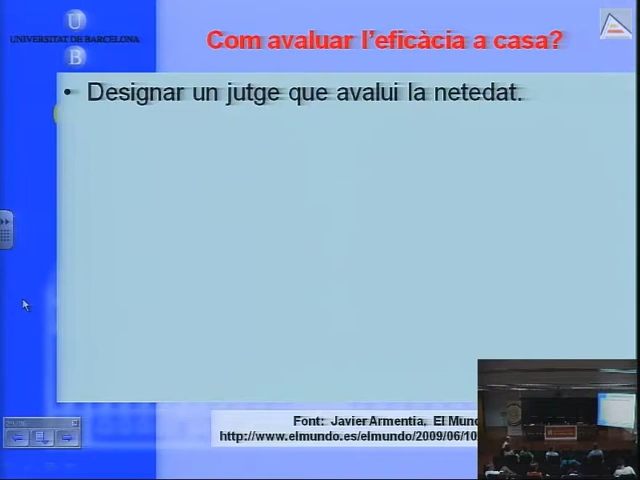 U
UNIVERSITAT DE BARCELONA
B
Com avaluar l'eficàcia a casa?
• Designar un jutge que avaluï la netedat.
Font: Javier Armentia, El Mund
http://www.elmundo.es/elmundo/2009/06/10